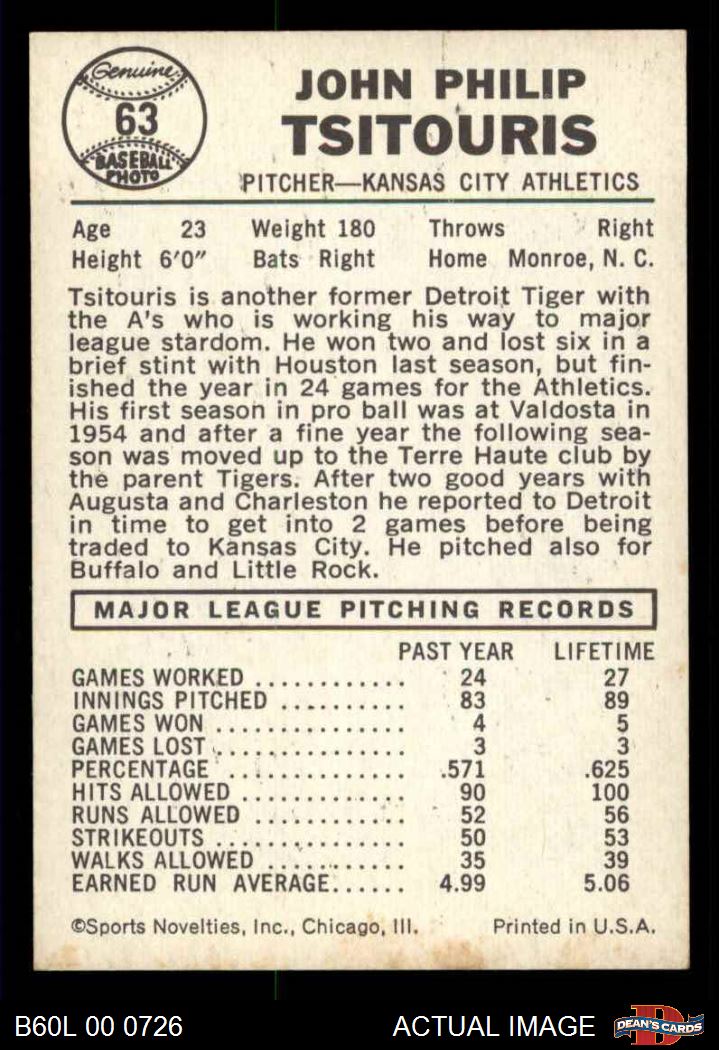 Genuine
63
BASEBALL
PHOTO
JOHN PHILIP
TSITOURIS
PITCHER—KANSAS CITY ATHLETICS
Age 23 Weight 180 Throws Right
Height 6'0" Bats Right Home Monroe, N. C.
Tsitouris is another former Detroit Tiger with
the A's who is working his way to major
league stardom. He won two and lost six in a
brief stint with Houston last season, but fin-
ished the year in 24 games for the Athletics.
His first season in pro ball was at Valdosta in
1954 and after a fine year the following sea-
son was moved up to the Terre Haute club by
the parent Tigers. After two good years with
Augusta and Charleston he reported to Detroit
in time to get into 2 games before being
traded to Kansas City. He pitched also for
Buffalo and Little Rock.
MAJOR LEAGUE PITCHING RECORDS
PAST YEAR LIFETIME
GAMES WORKED ............ 24 27
INNINGS PITCHED .......... 83 89
GAMES WON ............... 4 5
GAMES LOST ............... 3 3
PERCENTAGE .............. .571 .625
HITS ALLOWED ............. 90 100
RUNS ALLOWED ............ 52 56
STRIKEOUTS ............... 50 53
WALKS ALLOWED ........... 35 39
EARNED RUN AVERAGE...... 4.99 5.06
©Sports Novelties, Inc., Chicago, Ill. Printed in U.S.A.
B60L 00 0726 ACTUAL IMAGE DEAN'S CARDS